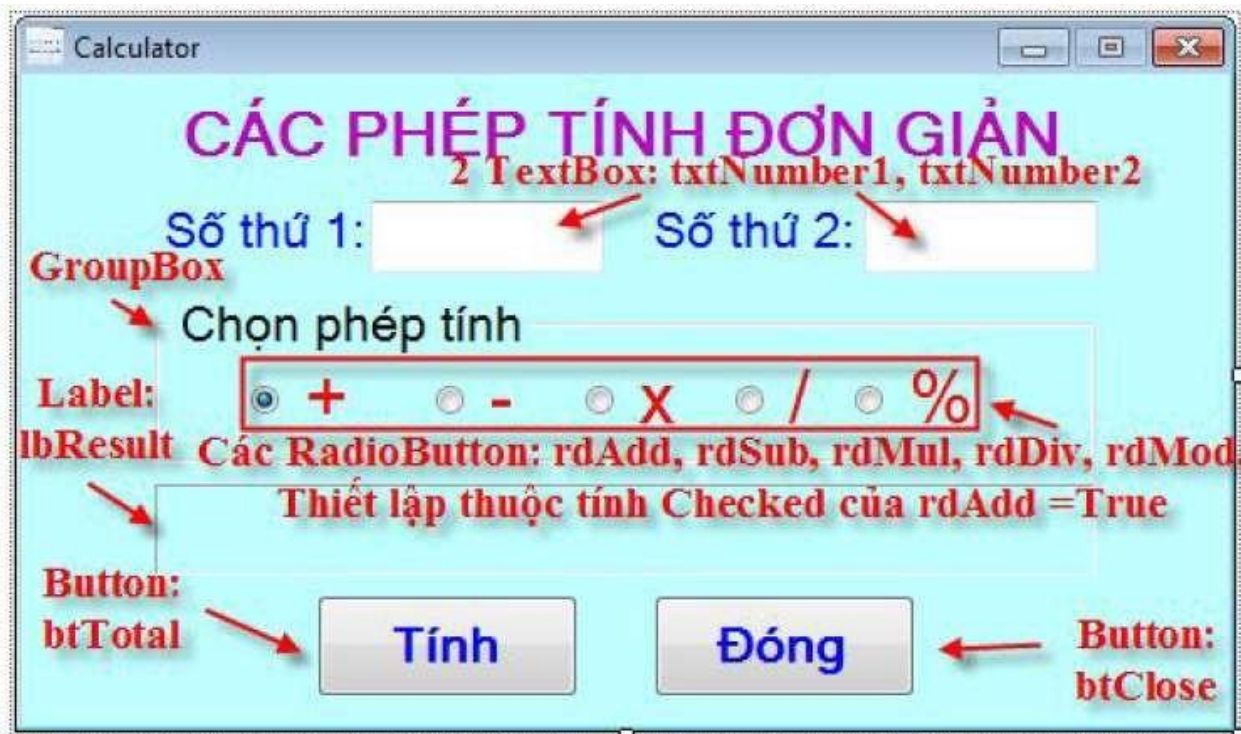 Calculator
CÁC PHÉP TÍNH ĐƠN GIẢN
2 TextBox: txtNumber1, txtNumber2
Số thứ 1:
Số thứ 2:
GroupBox
Chọn phép tính
+ - x / %
Label:
lbResult
Các RadioButton: rdAdd, rdSub, rdMul, rdDiv, rdMod.
Thiết lập thuộc tính Checked của rdAdd =True
Button:
btTotal
Tính
Đóng
Button:
btClose